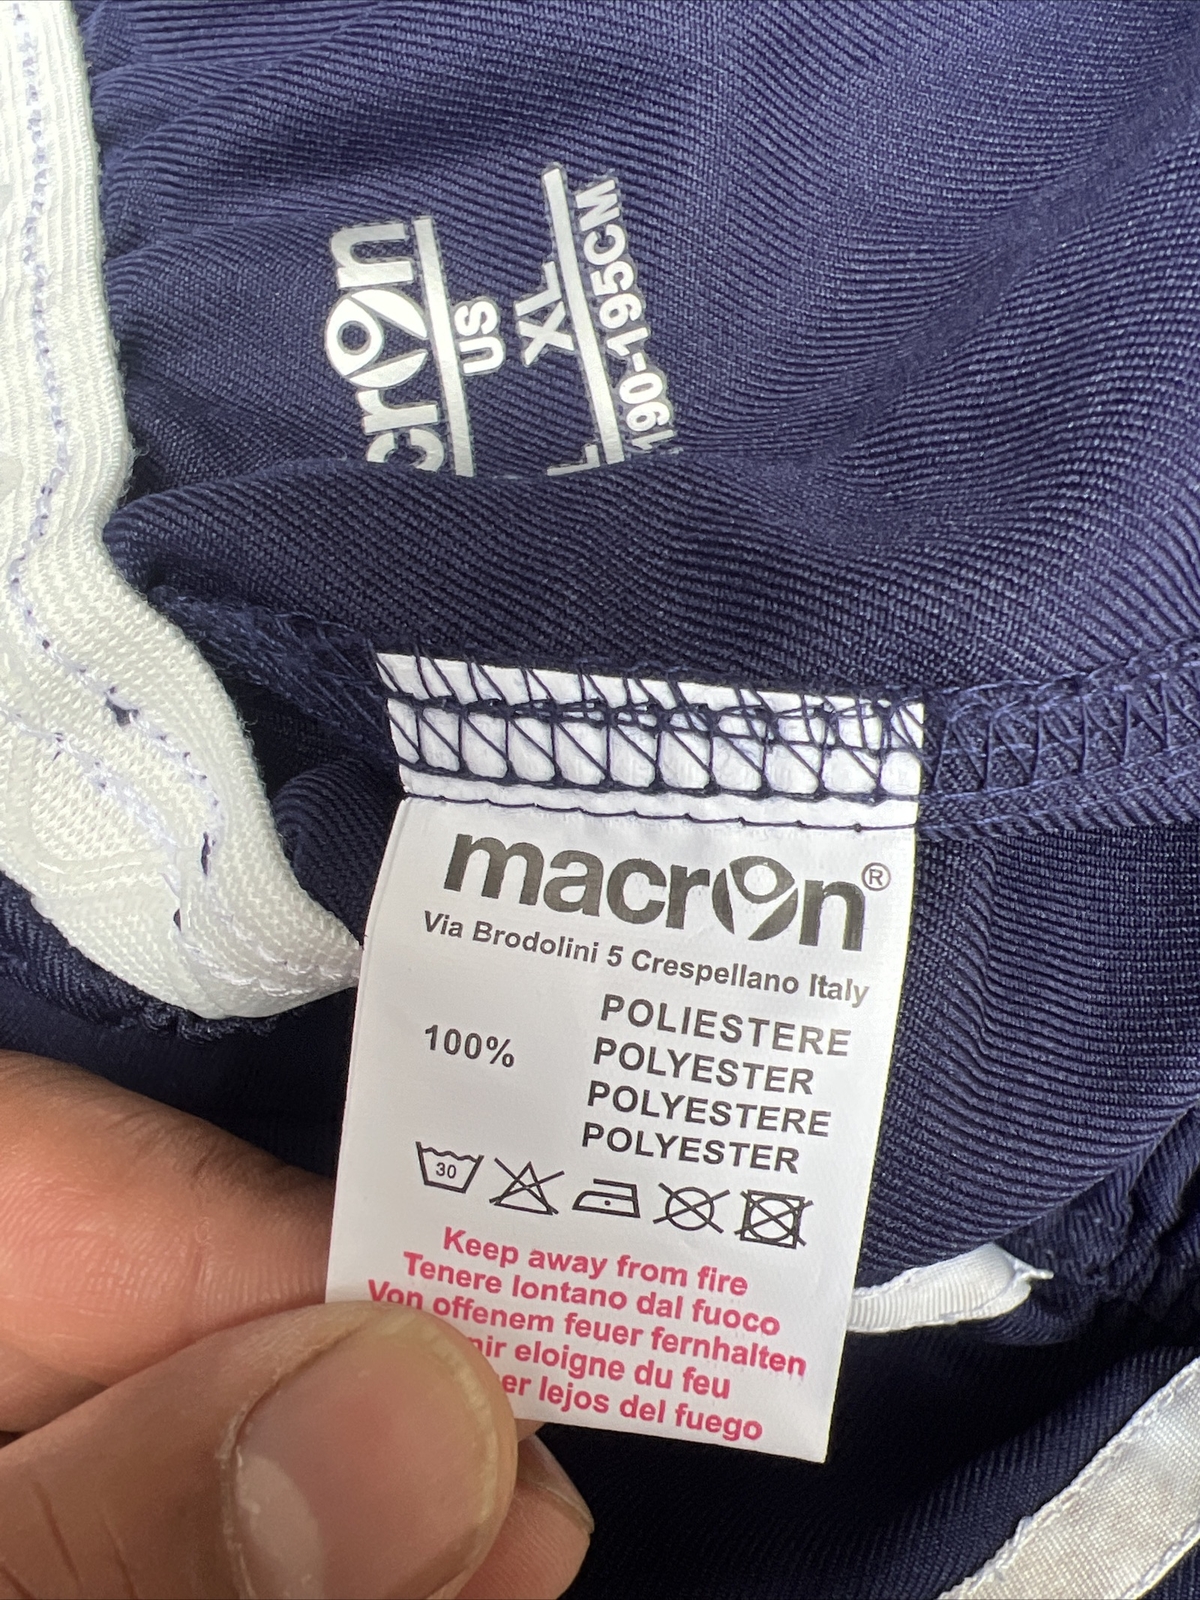 macron
US
XL
190-195CM
macron®
Via Brodolini 5 Crespellano Italy
100%
POLIESTERE
POLYESTER
POLYESTERE
POLYESTER
30
Keep away from fire
Tenere lontano dal fuoco
Von offenem feuer fernhalten
eloigne du feu
lejos del fuego